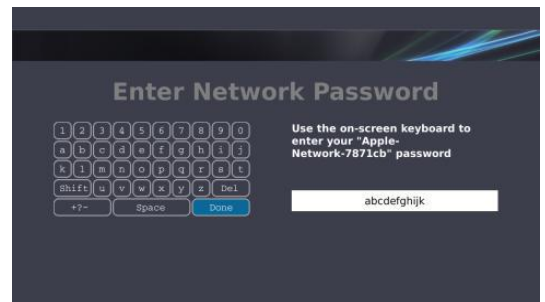 Enter Network Password
1 2 3 4 5 6 7 8 9 0
a b c d e f g h i j
k l m n o p q r s t
Shift u v w x y z Del
+?- Space Done
Use the on-screen keyboard to
enter your "Apple-
Network-7871cb" password
abcdefghijk